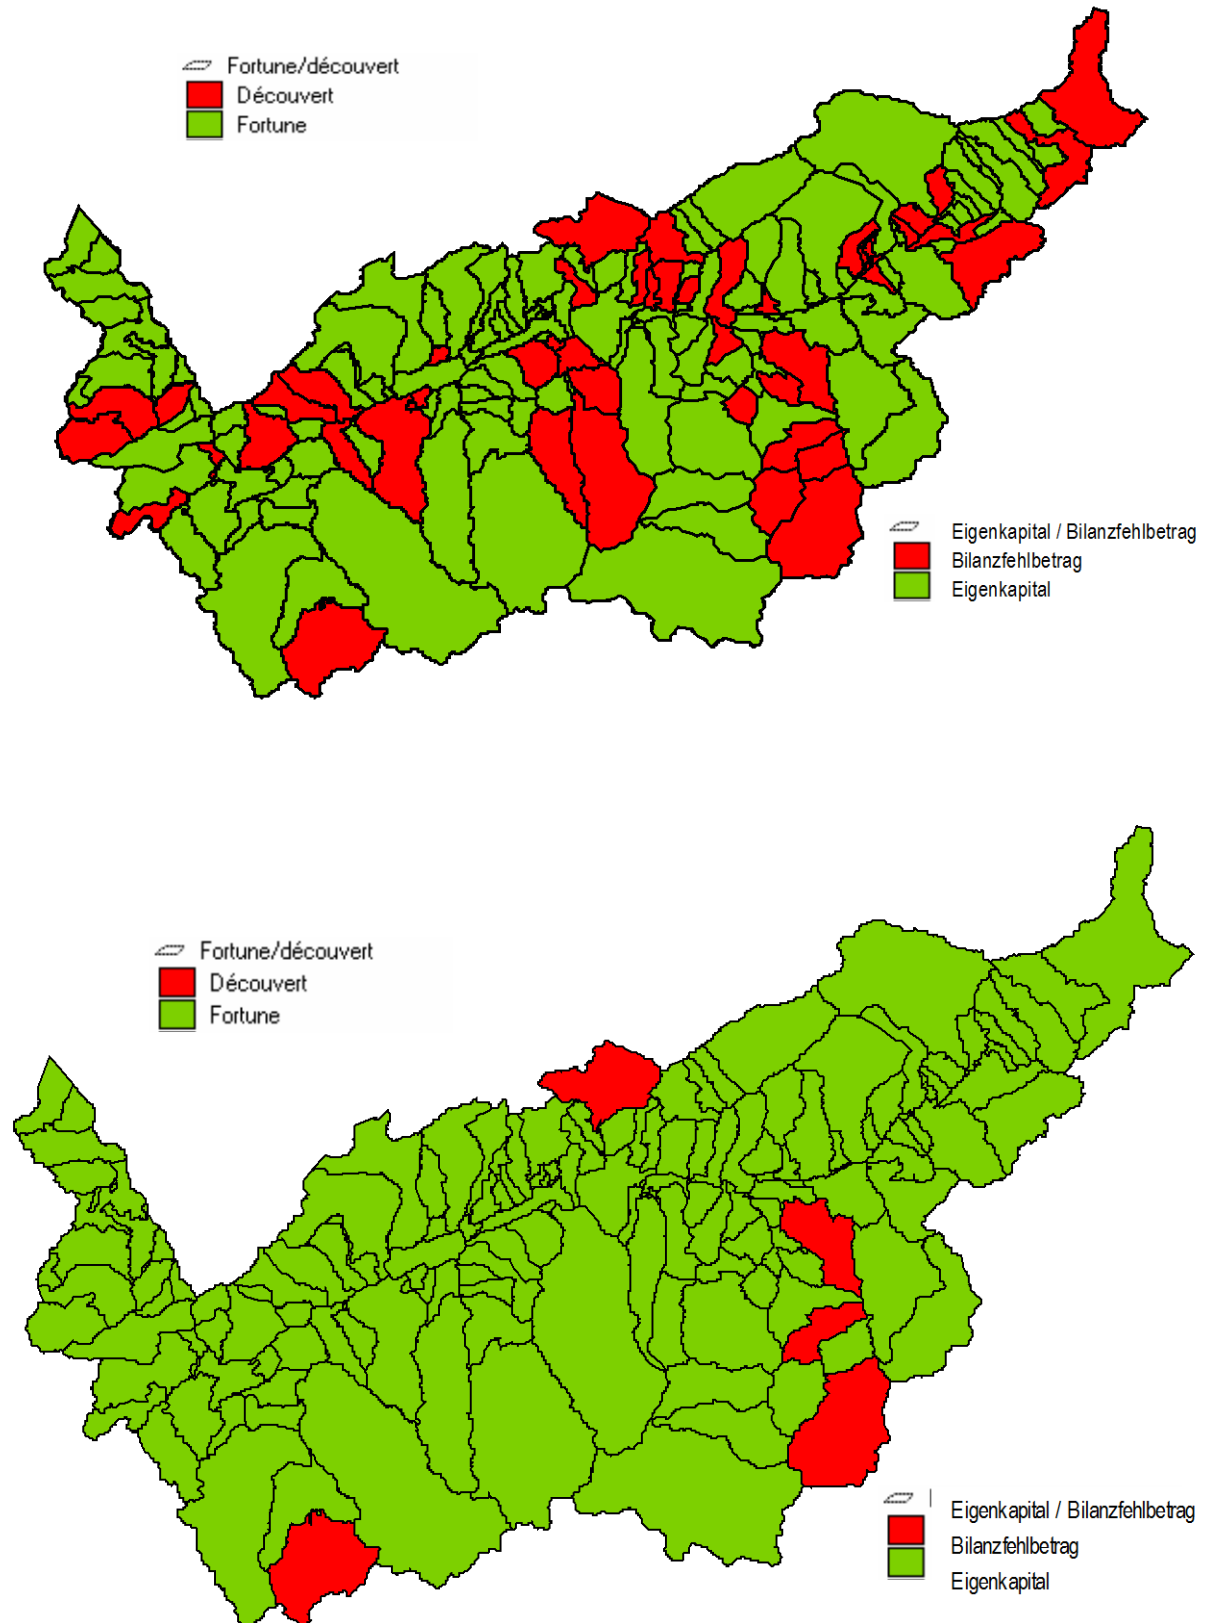 Fortune/découvert
Découvert
Fortune
Eigenkapital / Bilanzfehlbetrag
Bilanzfehlbetrag
Eigenkapital
Fortune/découvert
Découvert
Fortune
Eigenkapital / Bilanzfehlbetrag
Bilanzfehlbetrag
Eigenkapital